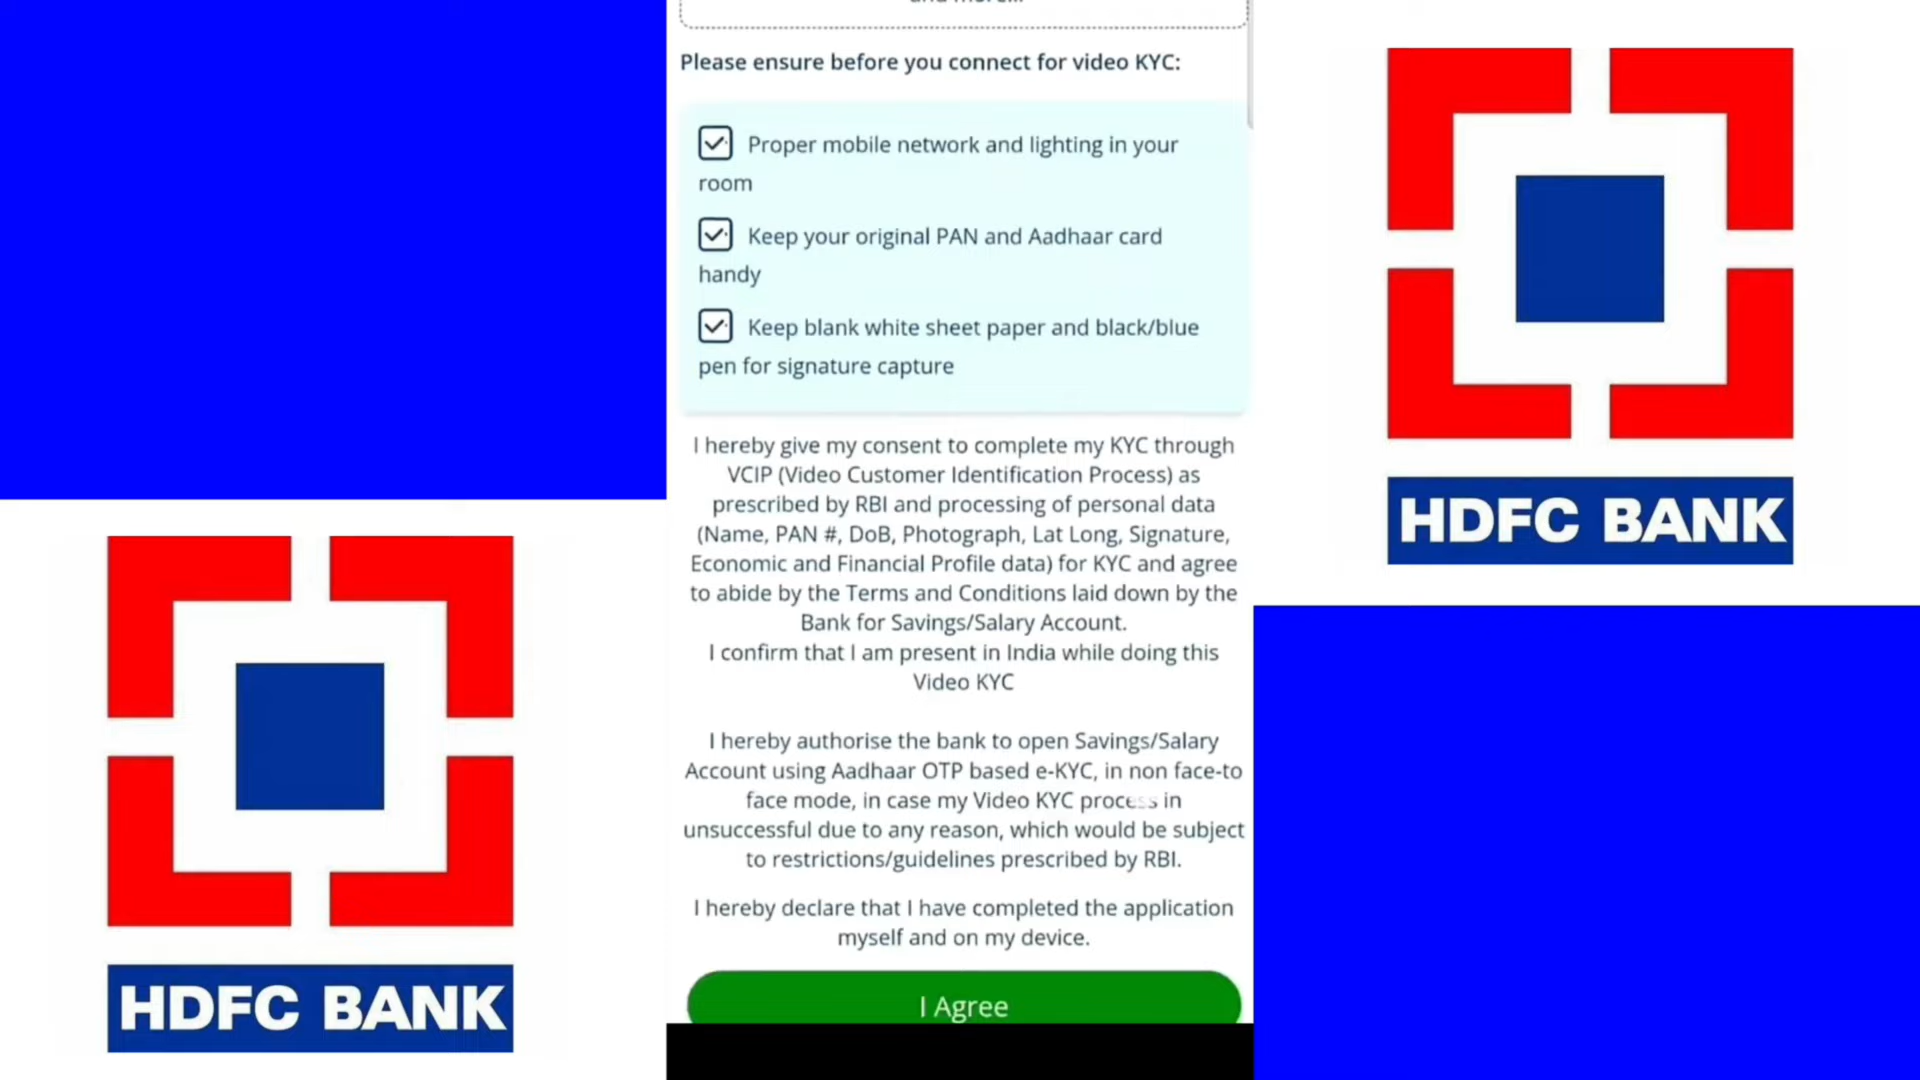 Please ensure before you connect for video KYC:
Proper mobile network and lighting in your
room
Keep your original PAN and Aadhaar card
handy
Keep blank white sheet paper and black/blue
pen for signature capture
I hereby give my consent to complete my KYC through
VCIP (Video Customer Identification Process) as
prescribed by RBI and processing of personal data
(Name, PAN #, DoB, Photograph, Lat Long, Signature,
Economic and Financial Profile data) for KYC and agree
to abide by the Terms and Conditions laid down by the
Bank for Savings/Salary Account.
I confirm that I am present in India while doing this
Video KYC
I hereby authorise the bank to open Savings/Salary
Account using Aadhaar OTP based e-KYC, in non face-to
face mode, in case my Video KYC process in
unsuccessful due to any reason, which would be subject
to restrictions/guidelines prescribed by RBI.
I hereby declare that I have completed the application
myself and on my device.
I Agree
HDFC BANK
HDFC BANK